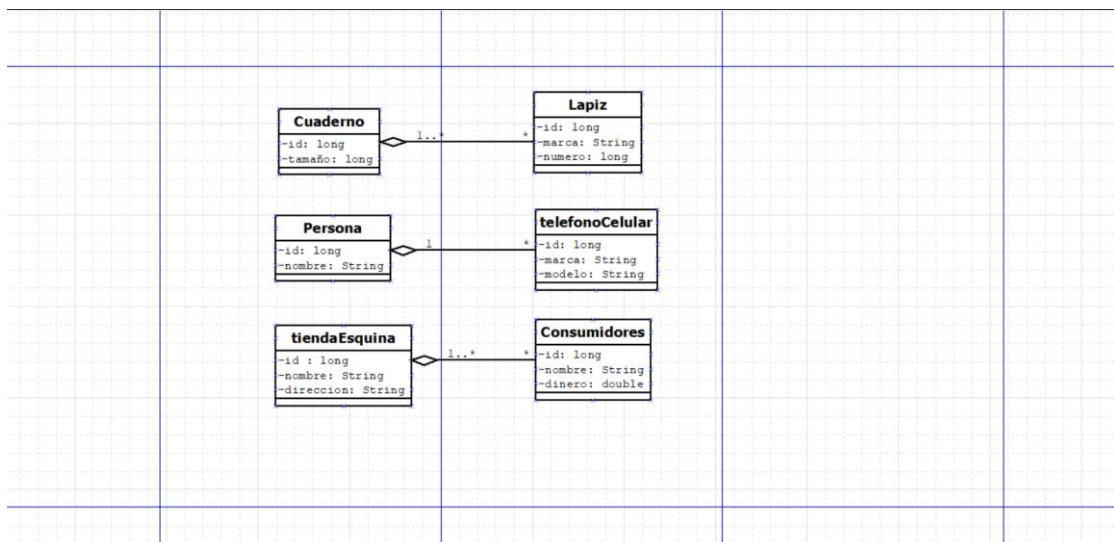 Cuaderno
-id: long
-tamaño: long
1..*
*
Lapiz
-id: long
-marca: String
-numero: long
Persona
-id: long
-nombre: String
1
*
telefonoCelular
-id: long
-marca: String
-modelo: String
tiendaEsquina
-id : long
-nombre: String
-direccion: String
1..*
*
Consumidores
-id: long
-nombre: String
-dinero: double